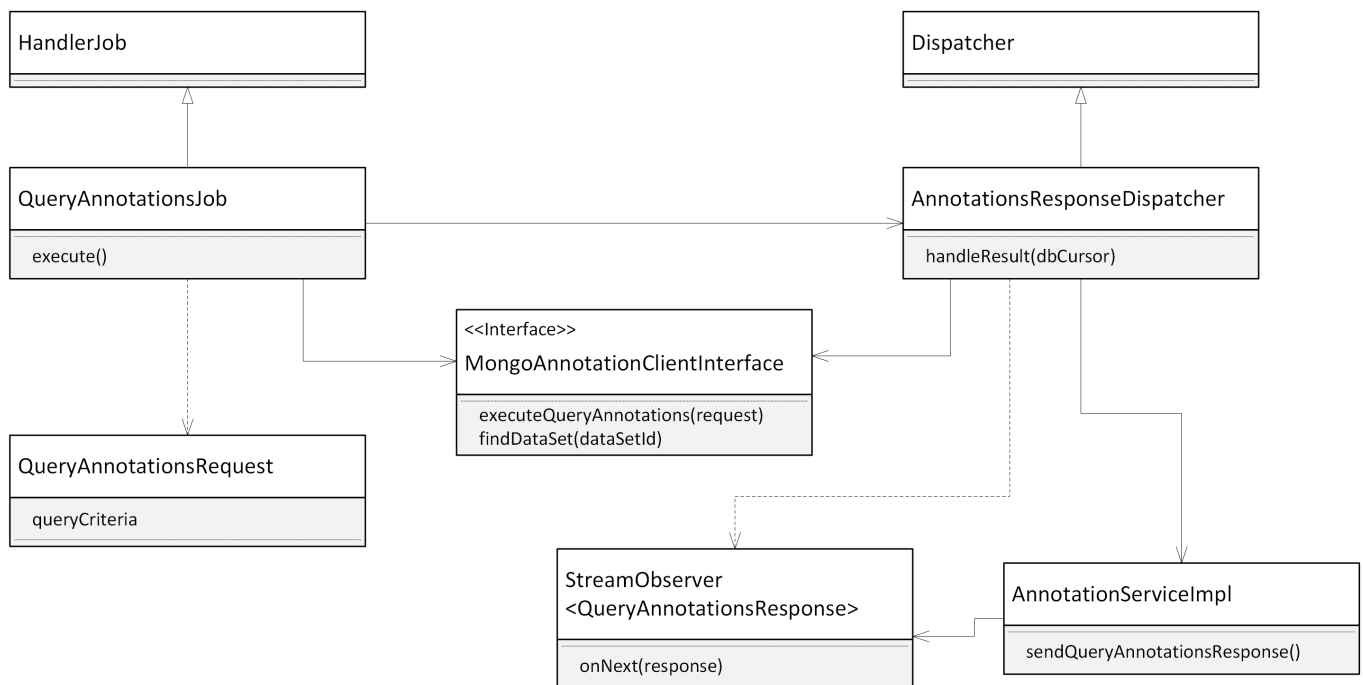 HandlerJob
Dispatcher
QueryAnnotationsJob
execute()
AnnotationsResponseDispatcher
handleResult(dbCursor)
<<Interface>>
MongoAnnotationClientInterface
executeQueryAnnotations(request)
findDataSet(dataSetId)
QueryAnnotationsRequest
queryCriteria
StreamObserver
<QueryAnnotationsResponse>
onNext(response)
AnnotationServiceImpl
sendQueryAnnotationsResponse()